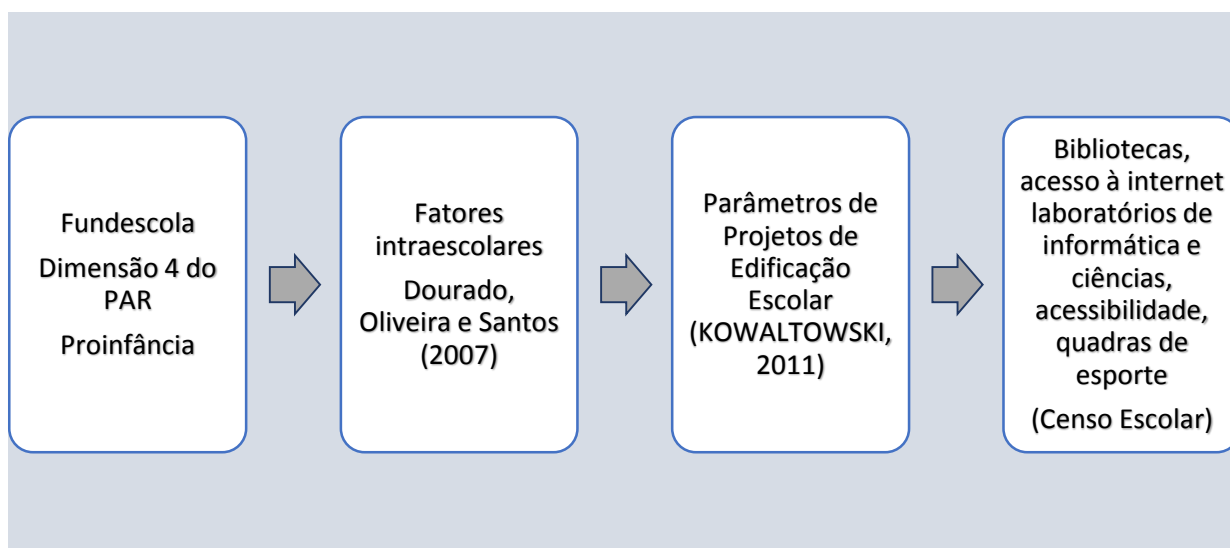 Fundescola
Dimensão 4 do
PAR
Proinfância
Fatores
intraescolares
Dourado,
Oliveira e Santos
(2007)
Parâmetros de
Projetos de
Edificação
Escolar
(KOWALTOWSKI,
2011)
Bibliotecas,
acesso à internet
laboratórios de
informática e
ciências,
acessibilidade,
quadras de
esporte
(Censo Escolar)